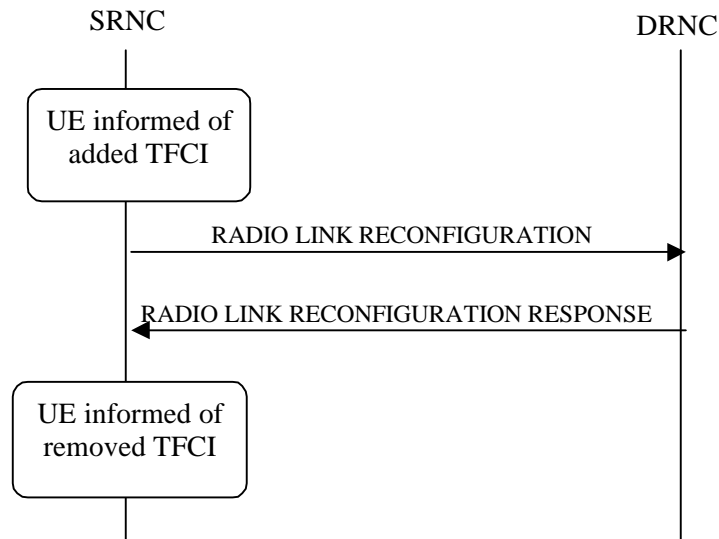 SRNC
DRNC
UE informed of
added TFCI
RADIO LINK RECONFIGURATION
RADIO LINK RECONFIGURATION RESPONSE
UE informed of
removed TFCI